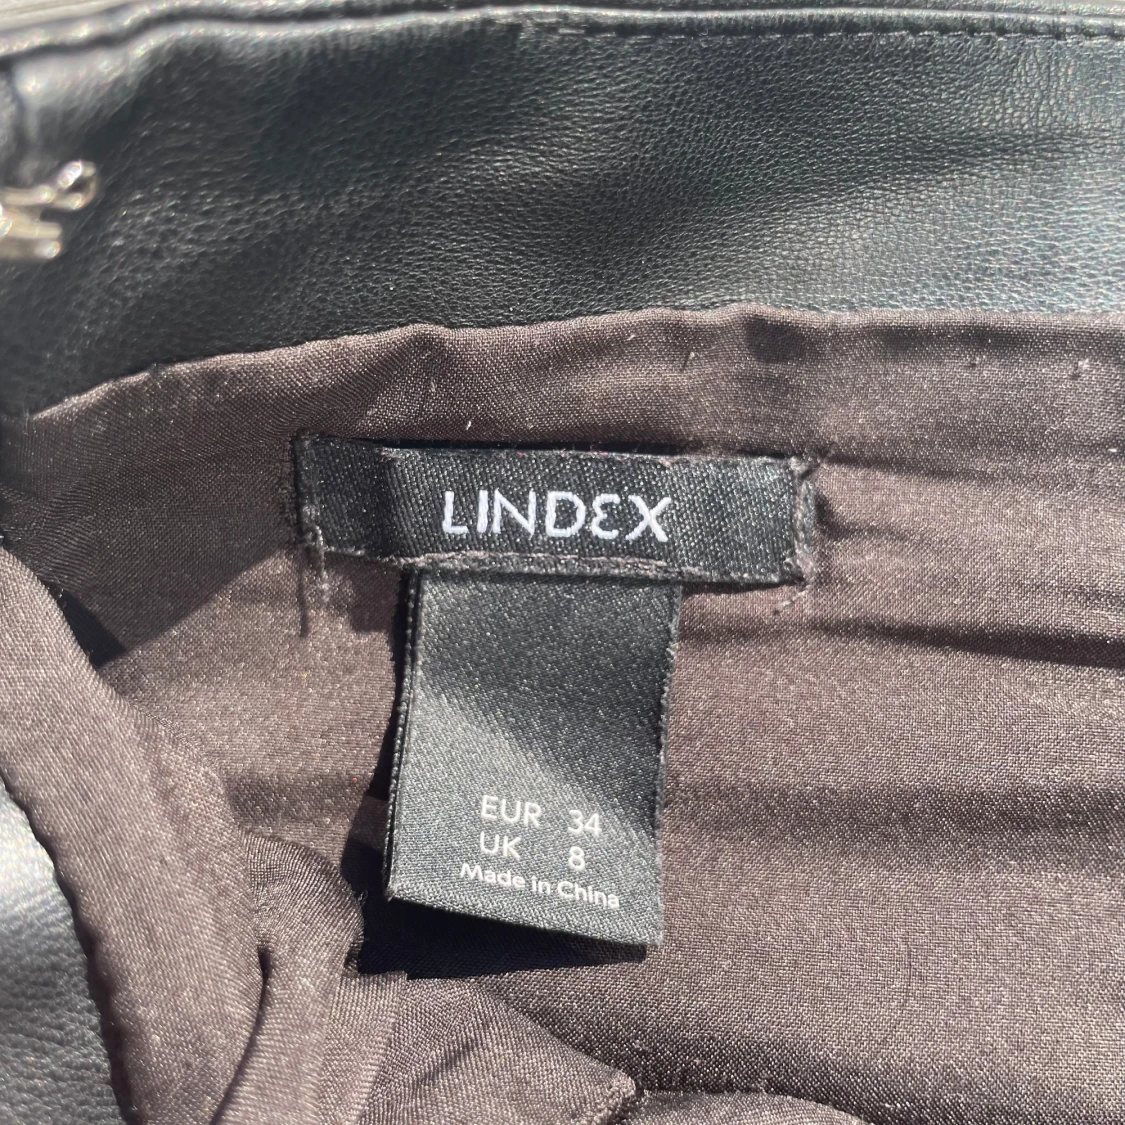 LINDEX
EUR 34
UK 8
Made in China